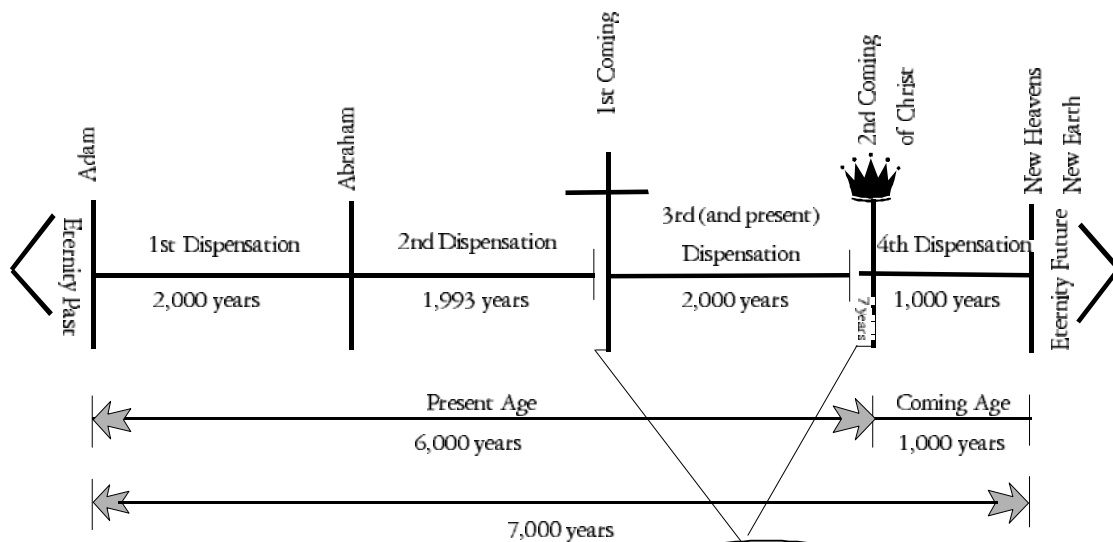 Adam
Abraham
1st Coming
2nd Coming
of Christ
New Heavens
New Earth
Eternity Past
1st Dispensation
2,000 years
2nd Dispensation
1,993 years
3rd (and present)
Dispensation
2,000 years
7 years
4th Dispensation
1,000 years
Eternity Future
Present Age
6,000 years
Coming Age
1,000 years
7,000 years